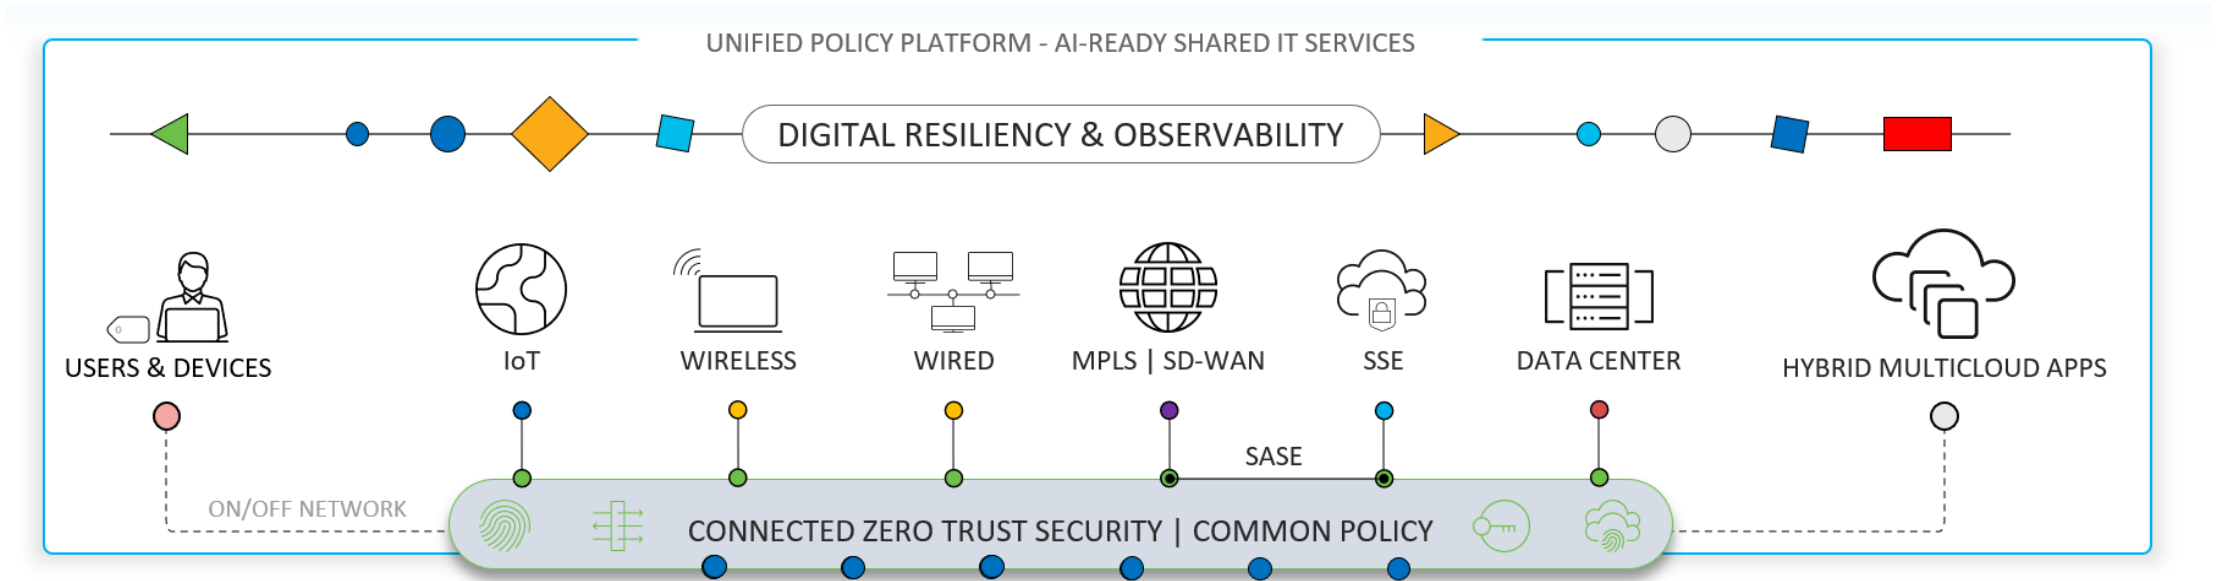 UNIFIED POLICY PLATFORM - AI-READY SHARED IT SERVICES
DIGITAL RESILIENCY & OBSERVABILITY
USERS & DEVICES
IoT
WIRELESS
WIRED
MPLS | SD-WAN
SSE
DATA CENTER
HYBRID MULTICLOUD APPS
SASE
ON/OFF NETWORK
CONNECTED ZERO TRUST SECURITY | COMMON POLICY